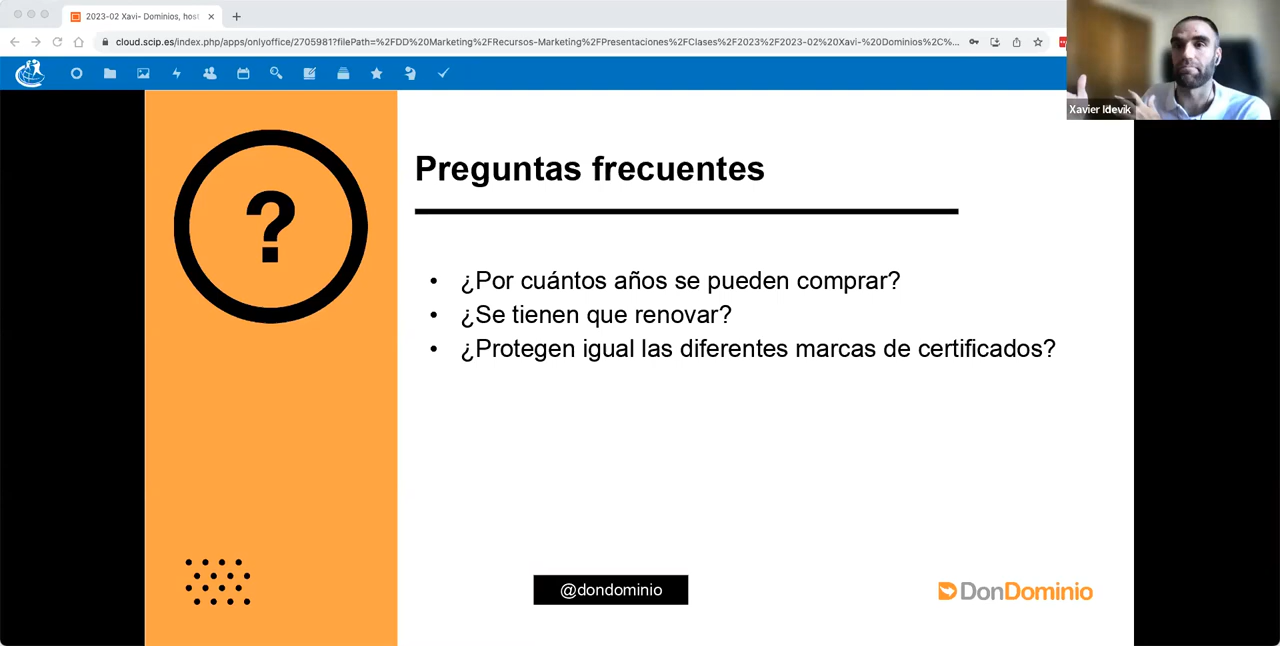 2023-02 Xavi- Dominios, host
cloud.scip.es/index.php/apps/onlyoffice/2705981?filePath=%2FDD%20Marketing%2FRecursos-Marketing%2FPresentaciones%2FClases%2F2023%2F2023-02%20Xavi-%20Dominios%2C%...
Xavier Idevik
?
Preguntas frecuentes
• ¿Por cuántos años se pueden comprar?
• ¿Se tienen que renovar?
• ¿Protegen igual las diferentes marcas de certificados?
@dondominio
DonDominio